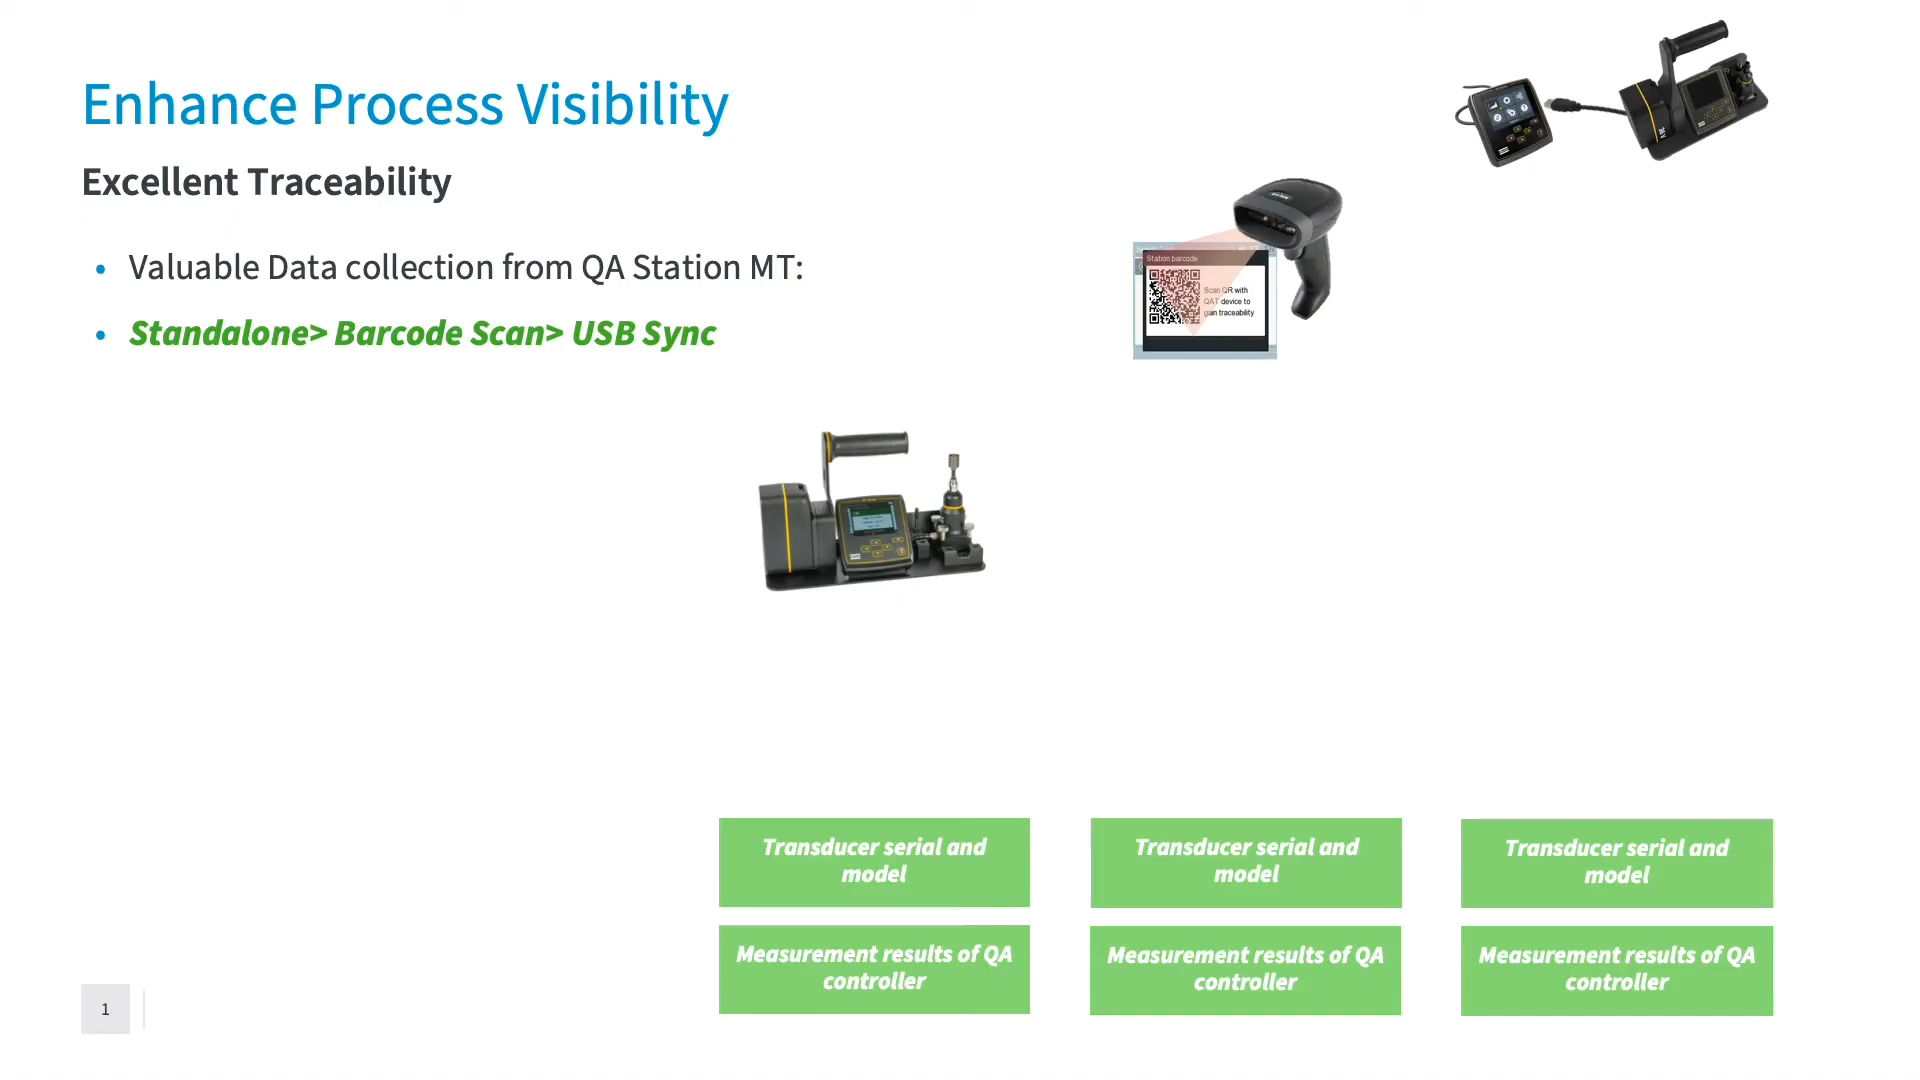 Enhance Process Visibility
Excellent Traceability
• Valuable Data collection from QA Station MT:
• Standalone> Barcode Scan> USB Sync
Station barcode
Scan QR with
QAT device to
gain traceability
Transducer serial and
model
Transducer serial and
model
Transducer serial and
model
Measurement results of QA
controller
Measurement results of QA
controller
Measurement results of QA
controller
1